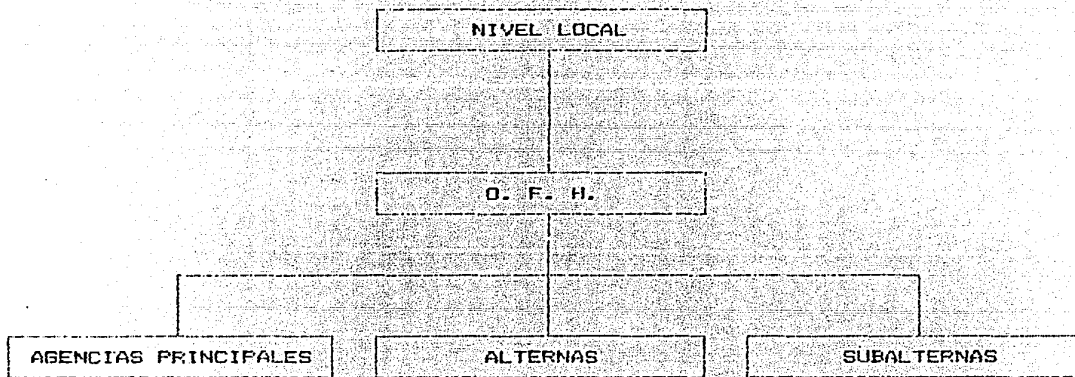 NIVEL LOCAL
O. F. H.
AGENCIAS PRINCIPALES
ALTERNAS
SUBALTERNAS